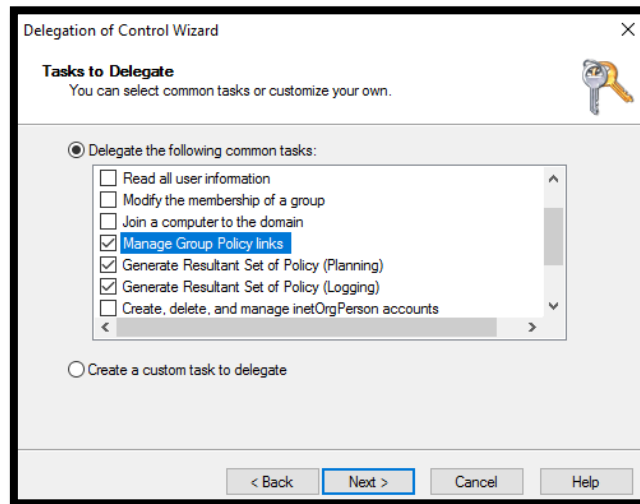 Delegation of Control Wizard
Tasks to Delegate
You can select common tasks or customize your own.
Delegate the following common tasks:
Read all user information
Modify the membership of a group
Join a computer to the domain
Manage Group Policy links
Generate Resultant Set of Policy (Planning)
Generate Resultant Set of Policy (Logging)
Create, delete, and manage inetOrgPerson accounts
Create a custom task to delegate
< Back Next > Cancel Help